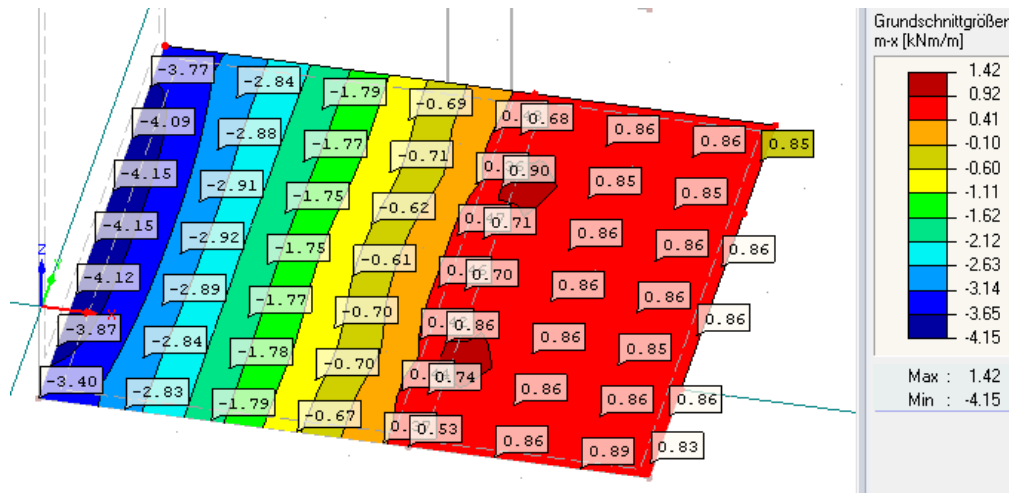 Grundschnittgrößen
m-x [kNm/m]
1.42
0.92
0.41
-0.10
-0.60
-1.11
-1.62
-2.12
-2.63
-3.14
-3.65
-4.15
Max : 1.42
Min : -4.15
-3.77 -2.84 -1.79 -0.69 0.68 0.86 0.86 0.85
-4.09 -2.88 -1.77 -0.71 0.90 0.85 0.85
-4.15 -2.91 -1.75 -0.62 0.71 0.86 0.86 0.86
-4.15 -2.92 -1.75 -0.61 0.70 0.86 0.86 0.86
-4.12 -2.89 -1.77 -0.70 0.86 0.86 0.85
-3.87 -2.84 -1.78 -0.70 0.74 0.86 0.86 0.86
-3.40 -2.83 -1.79 -0.67 0.53 0.86 0.89 0.83
Z
X